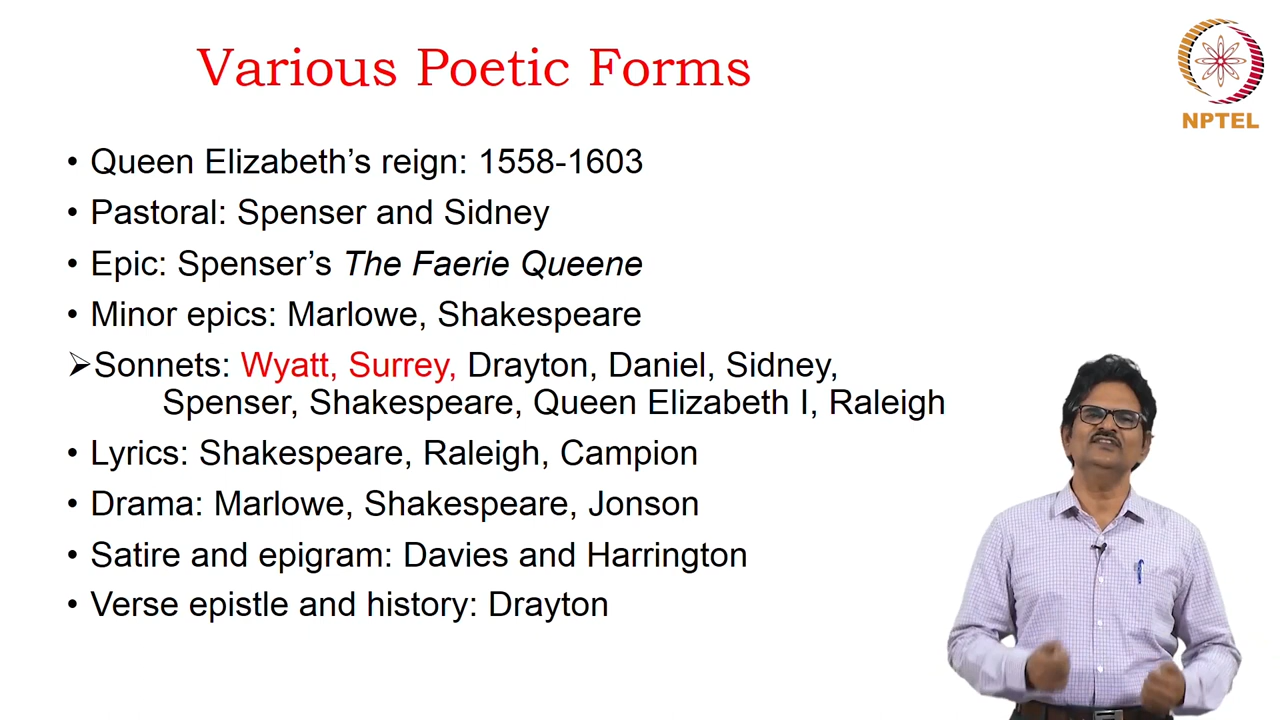 Various Poetic Forms
NPTEL
• Queen Elizabeth’s reign: 1558-1603
• Pastoral: Spenser and Sidney
• Epic: Spenser’s The Faerie Queene
• Minor epics: Marlowe, Shakespeare
➢Sonnets: Wyatt, Surrey, Drayton, Daniel, Sidney,
Spenser, Shakespeare, Queen Elizabeth I, Raleigh
• Lyrics: Shakespeare, Raleigh, Campion
• Drama: Marlowe, Shakespeare, Jonson
• Satire and epigram: Davies and Harrington
• Verse epistle and history: Drayton